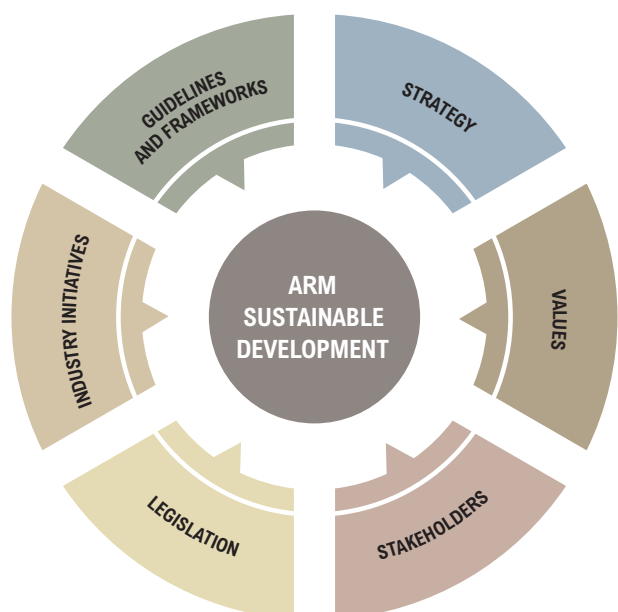 GUIDELINES
AND FRAMEWORKS
STRATEGY
INDUSTRY INITIATIVES
ARM
SUSTAINABLE
DEVELOPMENT
VALUES
LEGISLATION
STAKEHOLDERS